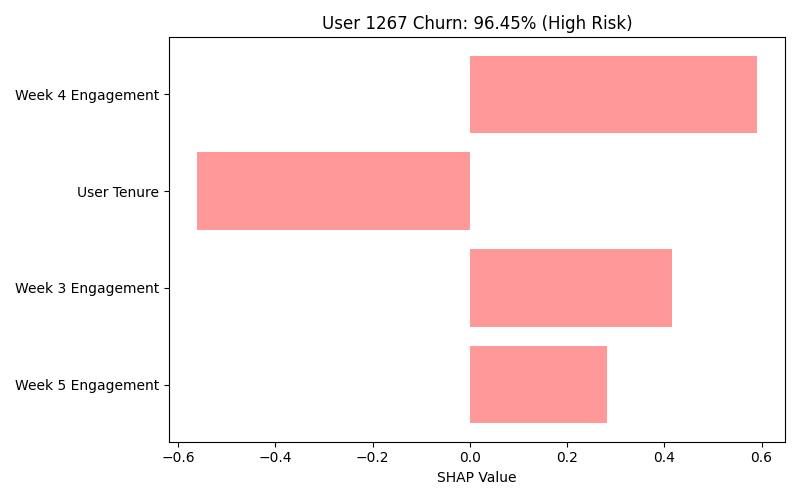 User 1267 Churn: 96.45% (High Risk)
Week 4 Engagement
User Tenure
Week 3 Engagement
Week 5 Engagement
−0.6 −0.4 −0.2 0.0 0.2 0.4 0.6
SHAP Value